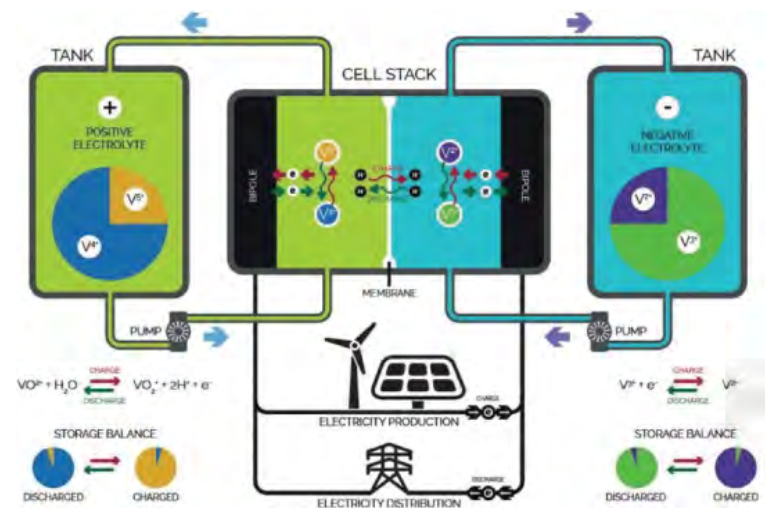 TANK
CELL STACK
TANK
+
POSITIVE
ELECTROLYTE
V⁵⁺
V⁴⁺
BIPOLE
CHARGE
DISCHARGE
H⁺
H⁺
H⁺
H⁺
e⁻
e⁻
e⁻
e⁻
BIPOLE
-
NEGATIVE
ELECTROLYTE
V²⁺
V³⁺
MEMBRANE
PUMP
PUMP
VO²⁺ + H₂O⁻ CHARGE VO₂⁺ + 2H⁺ + e⁻
DISCHARGE
V³⁺ + e⁻ CHARGE V²⁺
DISCHARGE
STORAGE BALANCE
DISCHARGED
CHARGED
CHARGE
ELECTRICITY PRODUCTION
DISCHARGE
ELECTRICITY DISTRIBUTION
STORAGE BALANCE
DISCHARGED
CHARGED